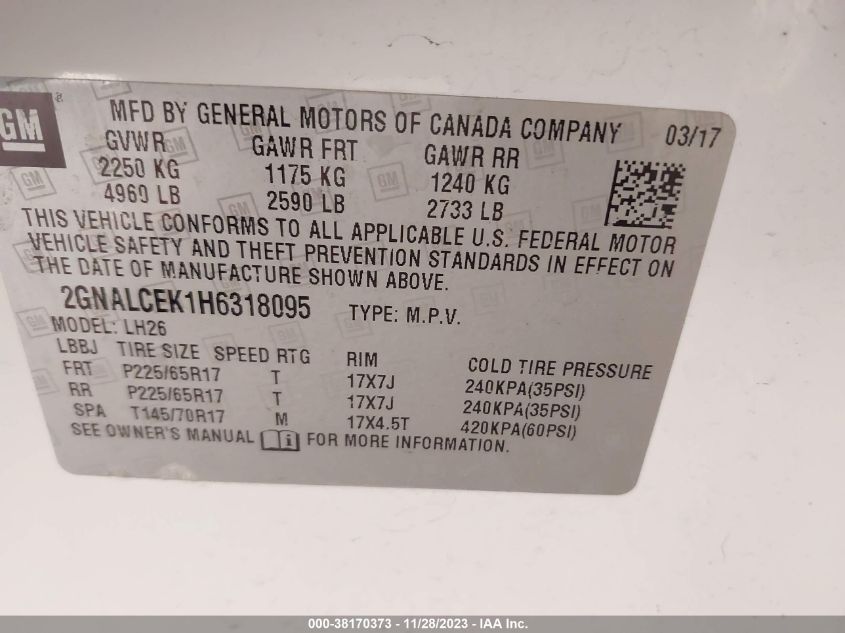 GM
MFD BY GENERAL MOTORS OF CANADA COMPANY 03/17
GVWR GAWR FRT GAWR RR
2250 KG 1175 KG 1240 KG
4960 LB 2590 LB 2733 LB
THIS VEHICLE CONFORMS TO ALL APPLICABLE U.S. FEDERAL MOTOR
VEHICLE SAFETY AND THEFT PREVENTION STANDARDS IN EFFECT ON
THE DATE OF MANUFACTURE SHOWN ABOVE.
2GNALCEK1H6318095 TYPE: M.P.V.
MODEL: LH26
LBBJ TIRE SIZE SPEED RTG RIM COLD TIRE PRESSURE
FRT P225/65R17 T 17X7J 240KPA(35PSI)
RR P225/65R17 T 17X7J 240KPA(35PSI)
SPA T145/70R17 M 17X4.5T 420KPA(60PSI)
SEE OWNER'S MANUAL i FOR MORE INFORMATION.
000-38170373 - 11/28/2023 - IAA Inc.